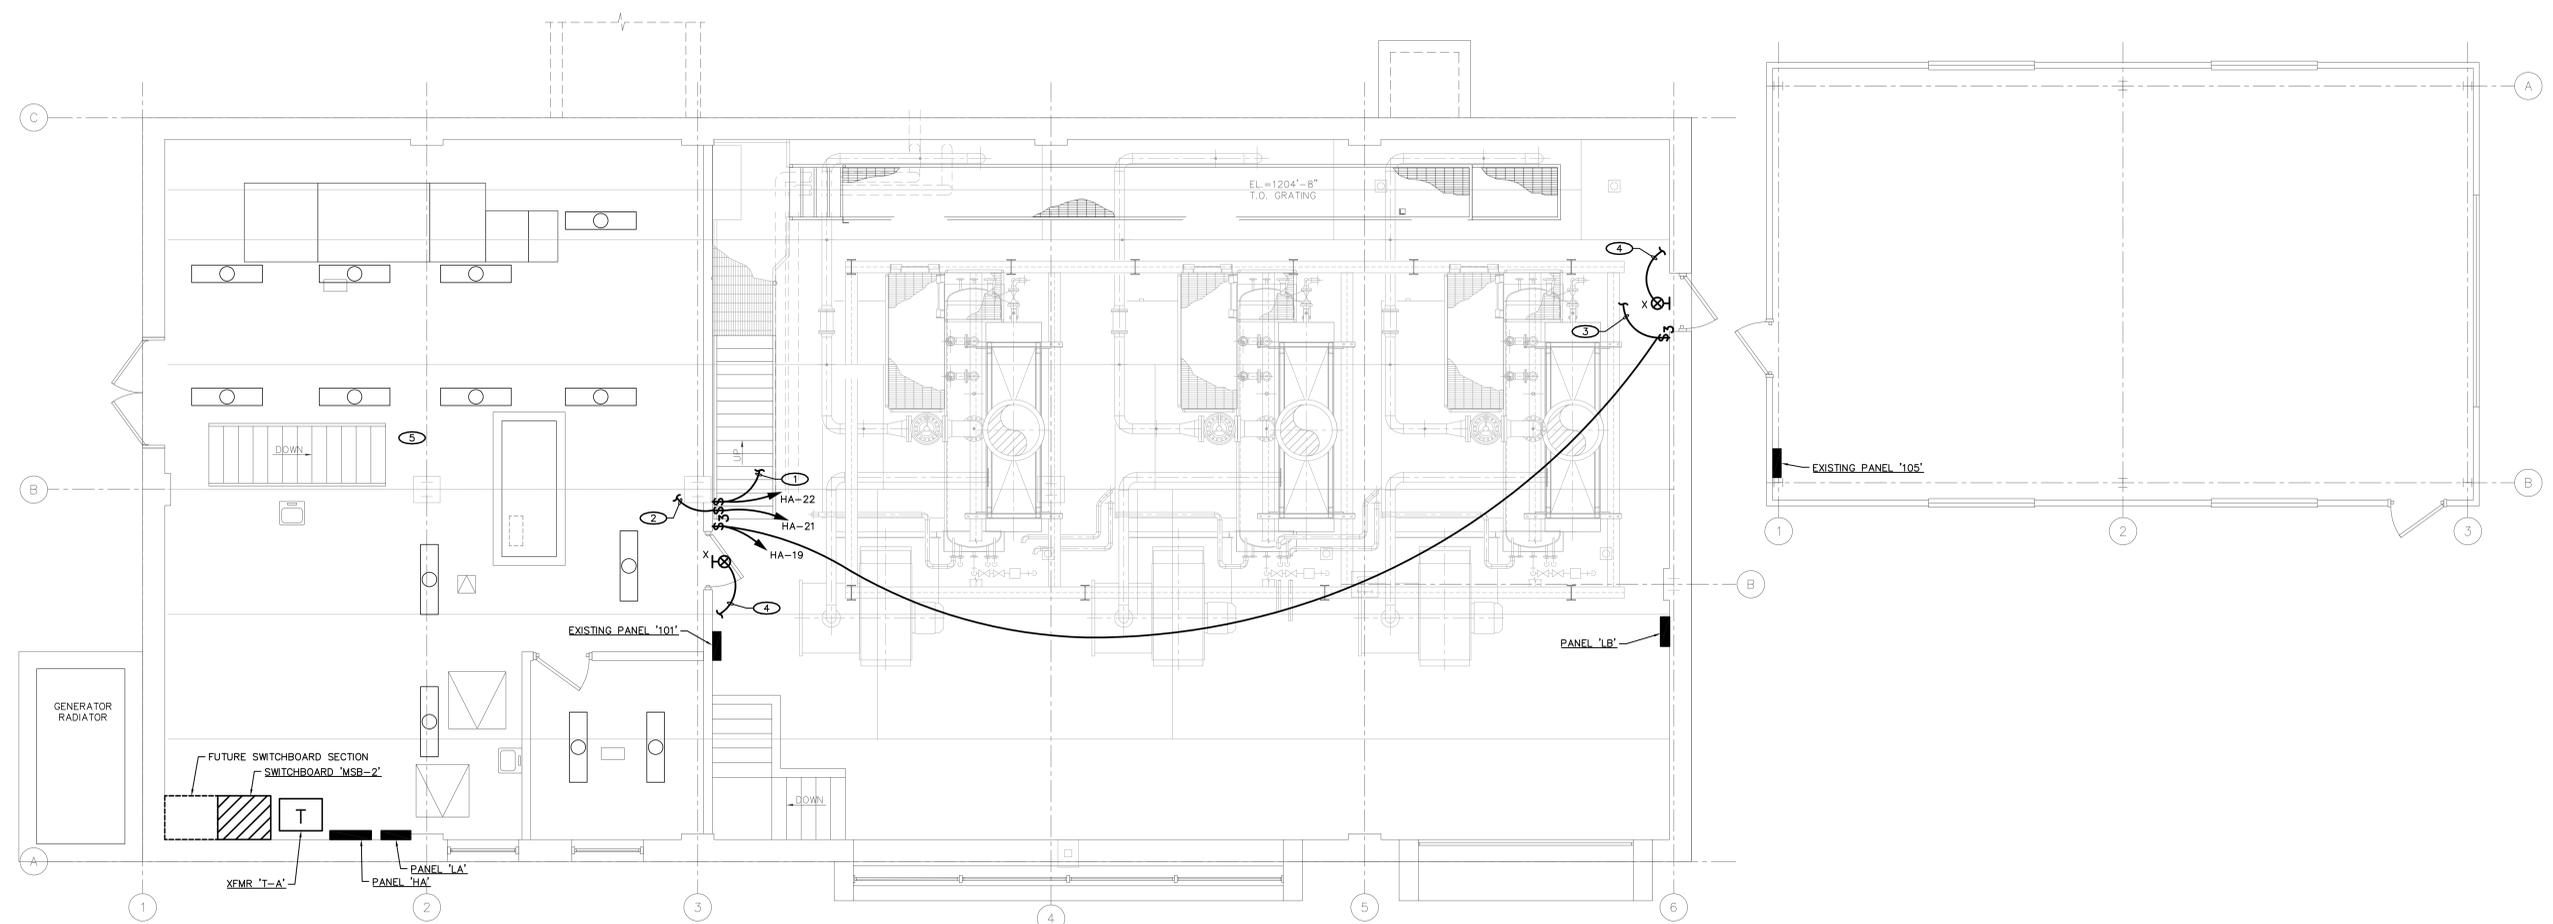 A
C
EL.=1204'-8"
T.O. GRATING
4
X
3
$3
5
DOWN
UP
1
HA-22
$$
2
HA-21
$3
HA-19
X
4
B
B
B
EXISTING PANEL '105'
B
1
2
3
EXISTING PANEL '101'
PANEL 'LB'
GENERATOR
RADIATOR
FUTURE SWITCHBOARD SECTION
SWITCHBOARD 'MSB-2'
T
DOWN
A
PANEL 'LA'
XFMR 'T-A'
PANEL 'HA'
1
2
3
4
5
6